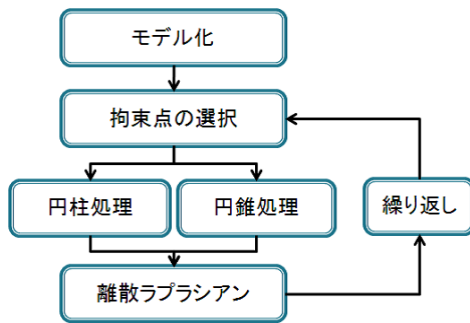 モデル化
拘束点の選択
円柱処理
円錐処理
繰り返し
離散ラプラシアン